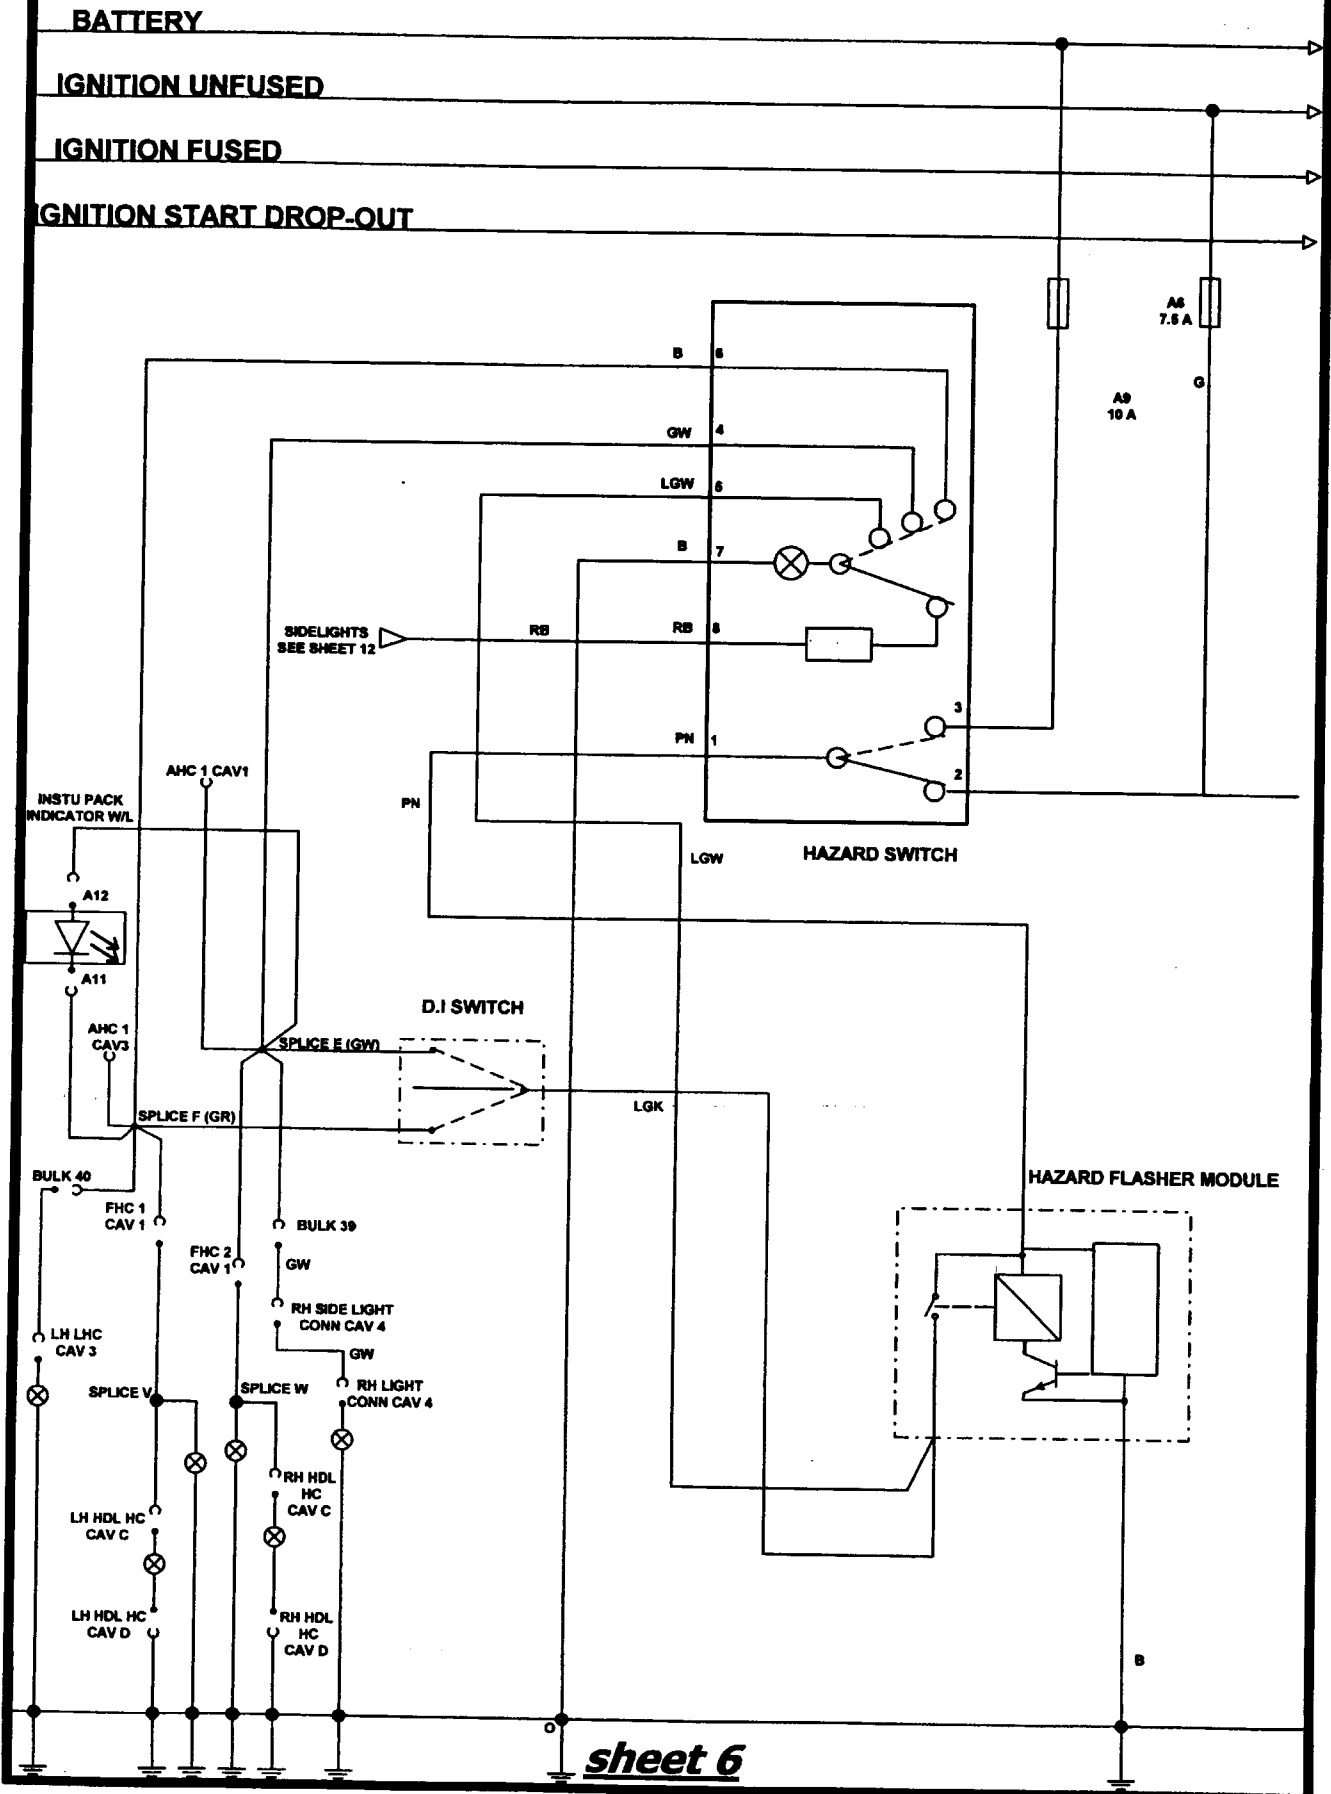 BATTERY
IGNITION UNFUSED
IGNITION FUSED
IGNITION START DROP-OUT
A6
7.5 A
G
A9
10 A
B
6
GW
4
LGW
5
B
7
SIDELIGHTS
SEE SHEET 12
RB
RB
8
3
PN
1
2
HAZARD SWITCH
AHC 1 CAV1
INSTU PACK
INDICATOR W/L
PN
LGW
A12
A11
D.I SWITCH
AHC 1
CAV3
SPLICE E (GW)
LGK
SPLICE F (GR)
BULK 40
HAZARD FLASHER MODULE
FHC 1
CAV 1
BULK 39
FHC 2
CAV 1
GW
RH SIDE LIGHT
CONN CAV 4
LH LHC
CAV 3
GW
SPLICE V
SPLICE W
RH LIGHT
CONN CAV 4
RH HDL
HC
CAV C
LH HDL HC
CAV C
LH HDL HC
CAV D
RH HDL
HC
CAV D
B
O
sheet 6